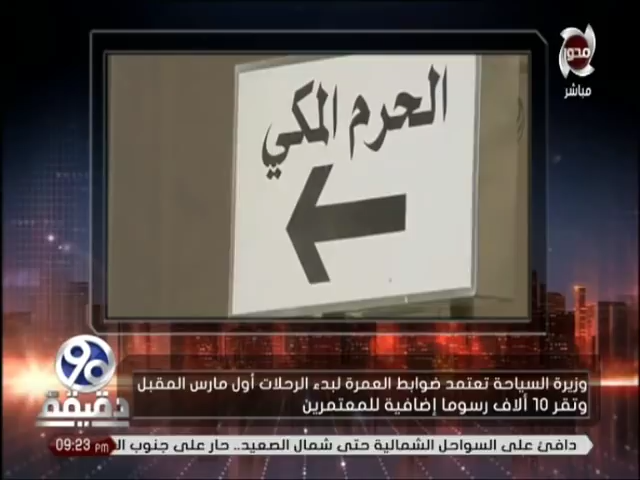 محور
مباشر
الحرم المكي
90
دقيقة
وزيرة السياحة تعتمد ضوابط العمرة لبدء الرحلات أول مارس المقبل
وتقر 10 ألاف رسوما إضافية للمعتمرين
09:23 PM
دافئ على السواحل الشمالية حتى شمال الصعيد.. حار على جنوب ال